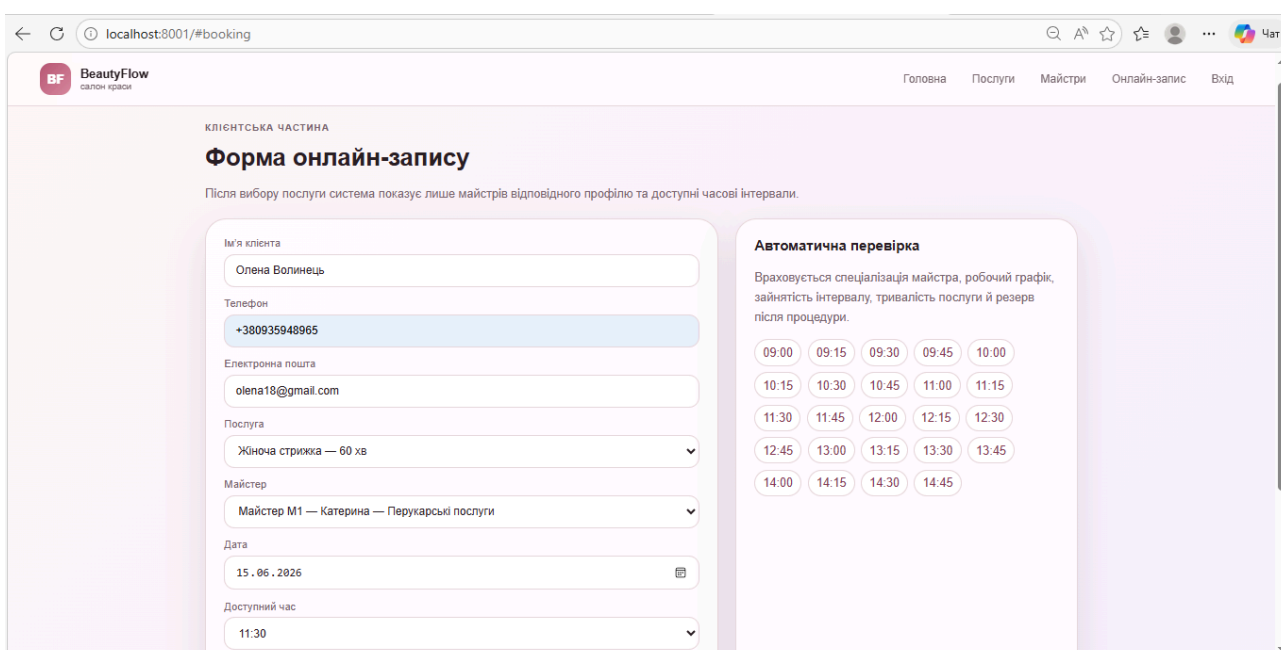 localhost:8001/#booking
Чат
BF
BeautyFlow
салон краси
Головна Послуги Майстри Онлайн-запис Вхід
КЛІЄНТСЬКА ЧАСТИНА
Форма онлайн-запису
Після вибору послуги система показує лише майстрів відповідного профілю та доступні часові інтервали.
Ім'я клієнта
Олена Волинець
Телефон
+380935948965
Електронна пошта
olena18@gmail.com
Послуга
Жіноча стрижка — 60 хв
Майстер
Майстер М1 — Катерина — Перукарські послуги
Дата
15.06.2026
Доступний час
11:30
Автоматична перевірка
Враховується спеціалізація майстра, робочий графік,
зайнятість інтервалу, тривалість послуги й резерв
після процедури.
09:00 09:15 09:30 09:45 10:00
10:15 10:30 10:45 11:00 11:15
11:30 11:45 12:00 12:15 12:30
12:45 13:00 13:15 13:30 13:45
14:00 14:15 14:30 14:45